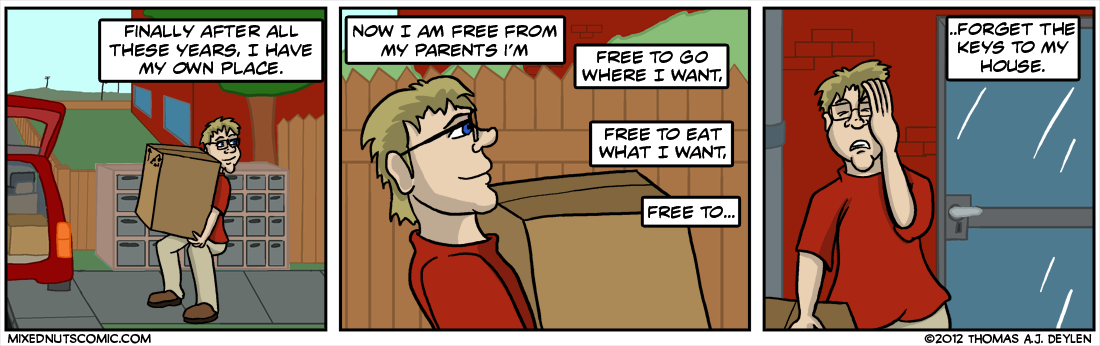 FINALLY AFTER ALL
THESE YEARS, I HAVE
MY OWN PLACE.
NOW I AM FREE FROM
MY PARENTS I'M
FREE TO GO
WHERE I WANT,
FREE TO EAT
WHAT I WANT,
FREE TO...
..FORGET THE
KEYS TO MY
HOUSE.
MIXEDNUTSCOMIC.COM
©2012 THOMAS A.J. DEYLEN